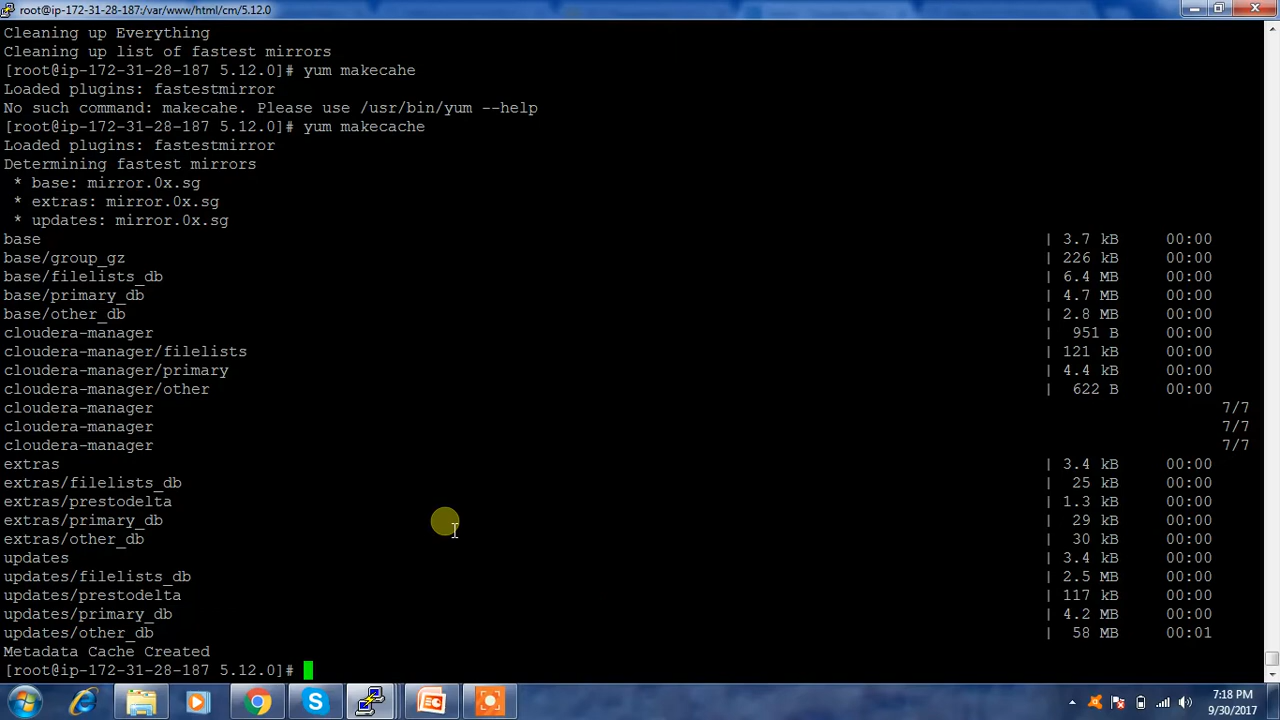 root@ip-172-31-28-187:/var/www/html/cm/5.12.0
Cleaning up Everything
Cleaning up list of fastest mirrors
[root@ip-172-31-28-187 5.12.0]# yum makecahe
Loaded plugins: fastestmirror
No such command: makecahe. Please use /usr/bin/yum --help
[root@ip-172-31-28-187 5.12.0]# yum makecache
Loaded plugins: fastestmirror
Determining fastest mirrors
* base: mirror.0x.sg
* extras: mirror.0x.sg
* updates: mirror.0x.sg
base | 3.7 kB 00:00
base/group_gz | 226 kB 00:00
base/filelists_db | 6.4 MB 00:00
base/primary_db | 4.7 MB 00:00
base/other_db | 2.8 MB 00:00
cloudera-manager | 951 B 00:00
cloudera-manager/filelists | 121 kB 00:00
cloudera-manager/primary | 4.4 kB 00:00
cloudera-manager/other | 622 B 00:00
cloudera-manager 7/7
cloudera-manager 7/7
cloudera-manager 7/7
extras | 3.4 kB 00:00
extras/filelists_db | 25 kB 00:00
extras/prestodelta | 1.3 kB 00:00
extras/primary_db | 29 kB 00:00
extras/other_db | 30 kB 00:00
updates | 3.4 kB 00:00
updates/filelists_db | 2.5 MB 00:00
updates/prestodelta | 117 kB 00:00
updates/primary_db | 4.2 MB 00:00
updates/other_db | 58 MB 00:01
Metadata Cache Created
[root@ip-172-31-28-187 5.12.0]#
7:18 PM
9/30/2017